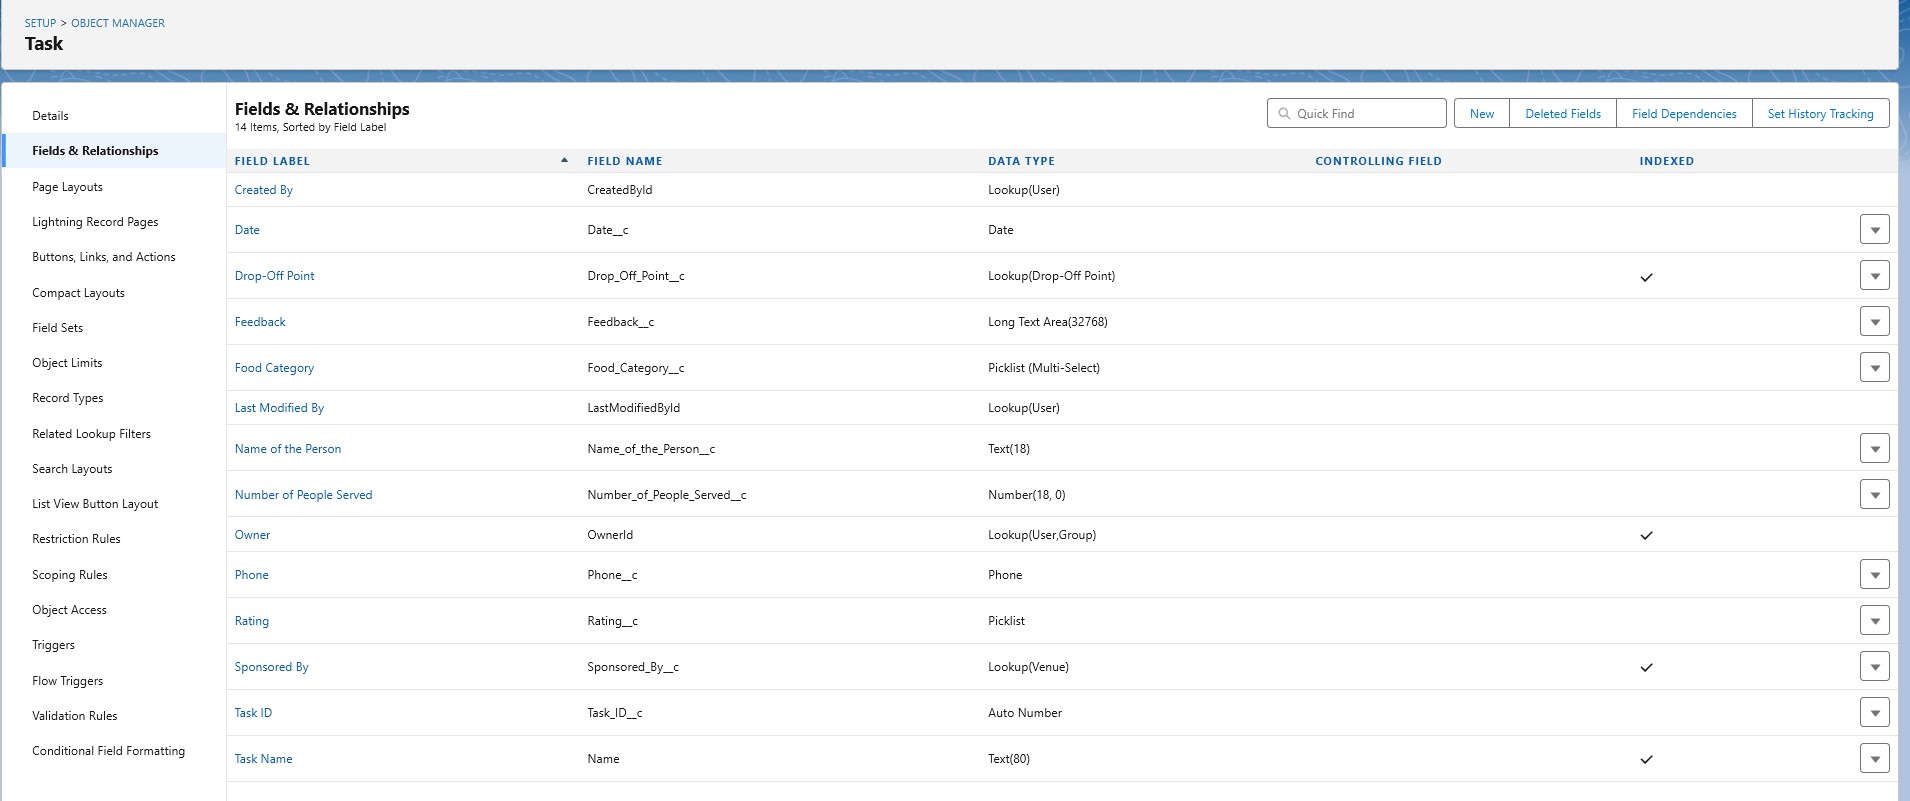 SETUP > OBJECT MANAGER
Task
Details
Fields & Relationships
Page Layouts
Lightning Record Pages
Buttons, Links, and Actions
Compact Layouts
Field Sets
Object Limits
Record Types
Related Lookup Filters
Search Layouts
List View Button Layout
Restriction Rules
Scoping Rules
Object Access
Triggers
Flow Triggers
Validation Rules
Conditional Field Formatting
Fields & Relationships
14 Items, Sorted by Field Label
Quick Find
New
Deleted Fields
Field Dependencies
Set History Tracking
FIELD LABEL FIELD NAME DATA TYPE CONTROLLING FIELD INDEXED
Created By CreatedById Lookup(User)
Date Date__c Date
Drop-Off Point Drop_Off_Point__c Lookup(Drop-Off Point)
Feedback Feedback__c Long Text Area(32768)
Food Category Food_Category__c Picklist (Multi-Select)
Last Modified By LastModifiedById Lookup(User)
Name of the Person Name_of_the_Person__c Text(18)
Number of People Served Number_of_People_Served__c Number(18, 0)
Owner OwnerId Lookup(User,Group)
Phone Phone__c Phone
Rating Rating__c Picklist
Sponsored By Sponsored_By__c Lookup(Venue)
Task ID Task_ID__c Auto Number
Task Name Name Text(80)